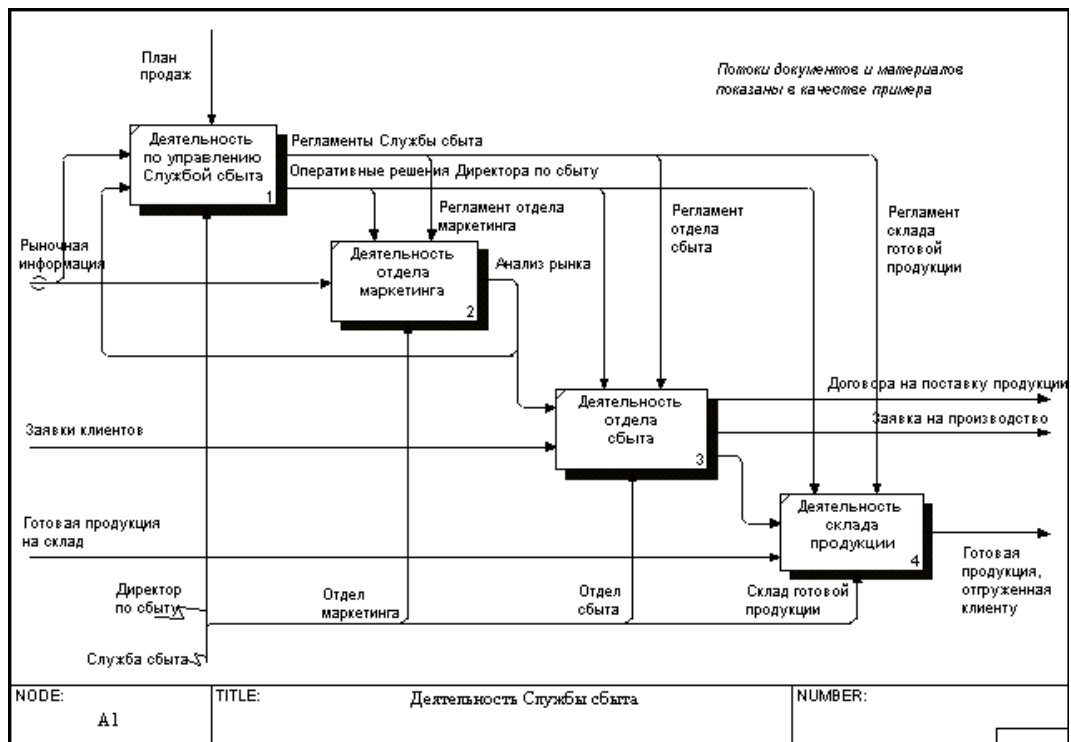 План
продаж
Потоки документов и материалов
показаны в качестве примера
Деятельность
по управлению
Службой сбыта
1
Регламенты Службы сбыта
Оперативные решения Директора по сбыту
Регламент отдела
маркетинга
Регламент
отдела
сбыта
Регламент
склада
готовой
продукции
Рыночная
информация
Деятельность
отдела
маркетинга
2
Анализ рынка
Деятельность
отдела
сбыта
3
Договора на поставку продукции
Заявка на производство
Заявки клиентов
Деятельность
склада
продукции
4
Готовая продукция
на склад
Готовая
продукция,
отгруженная
клиенту
Директор
по сбыту
Отдел
маркетинга
Отдел
сбыта
Склад готовой
продукции
Служба сбыта
NODE:
A1
TITLE:
Деятельность Службы сбыта
NUMBER: